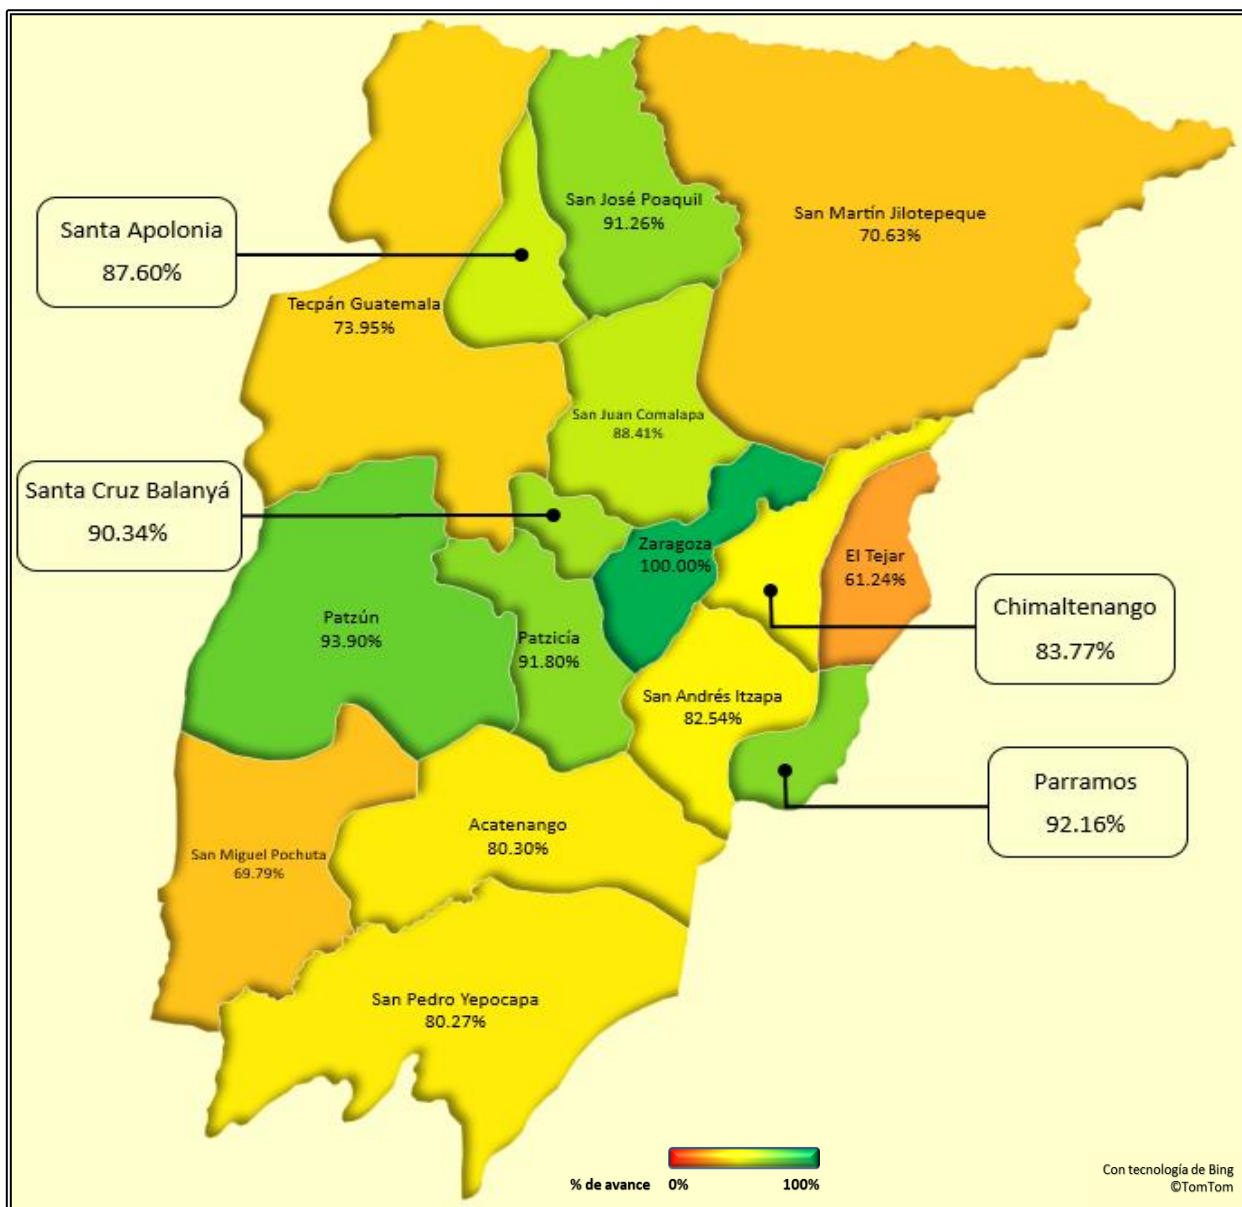 San José Poaquil
91.26%
San Martín Jilotepeque
70.63%
Santa Apolonia
87.60%
Tecpán Guatemala
73.95%
San Juan Comalapa
88.41%
Santa Cruz Balanyá
90.34%
Zaragoza
100.00%
El Tejar
61.24%
Chimaltenango
83.77%
Patzún
93.90%
Patzicía
91.80%
San Andrés Itzapa
82.54%
Parramos
92.16%
Acatenango
80.30%
San Miguel Pochuta
69.79%
San Pedro Yepocapa
80.27%
% de avance 0% 100%
Con tecnología de Bing
©TomTom